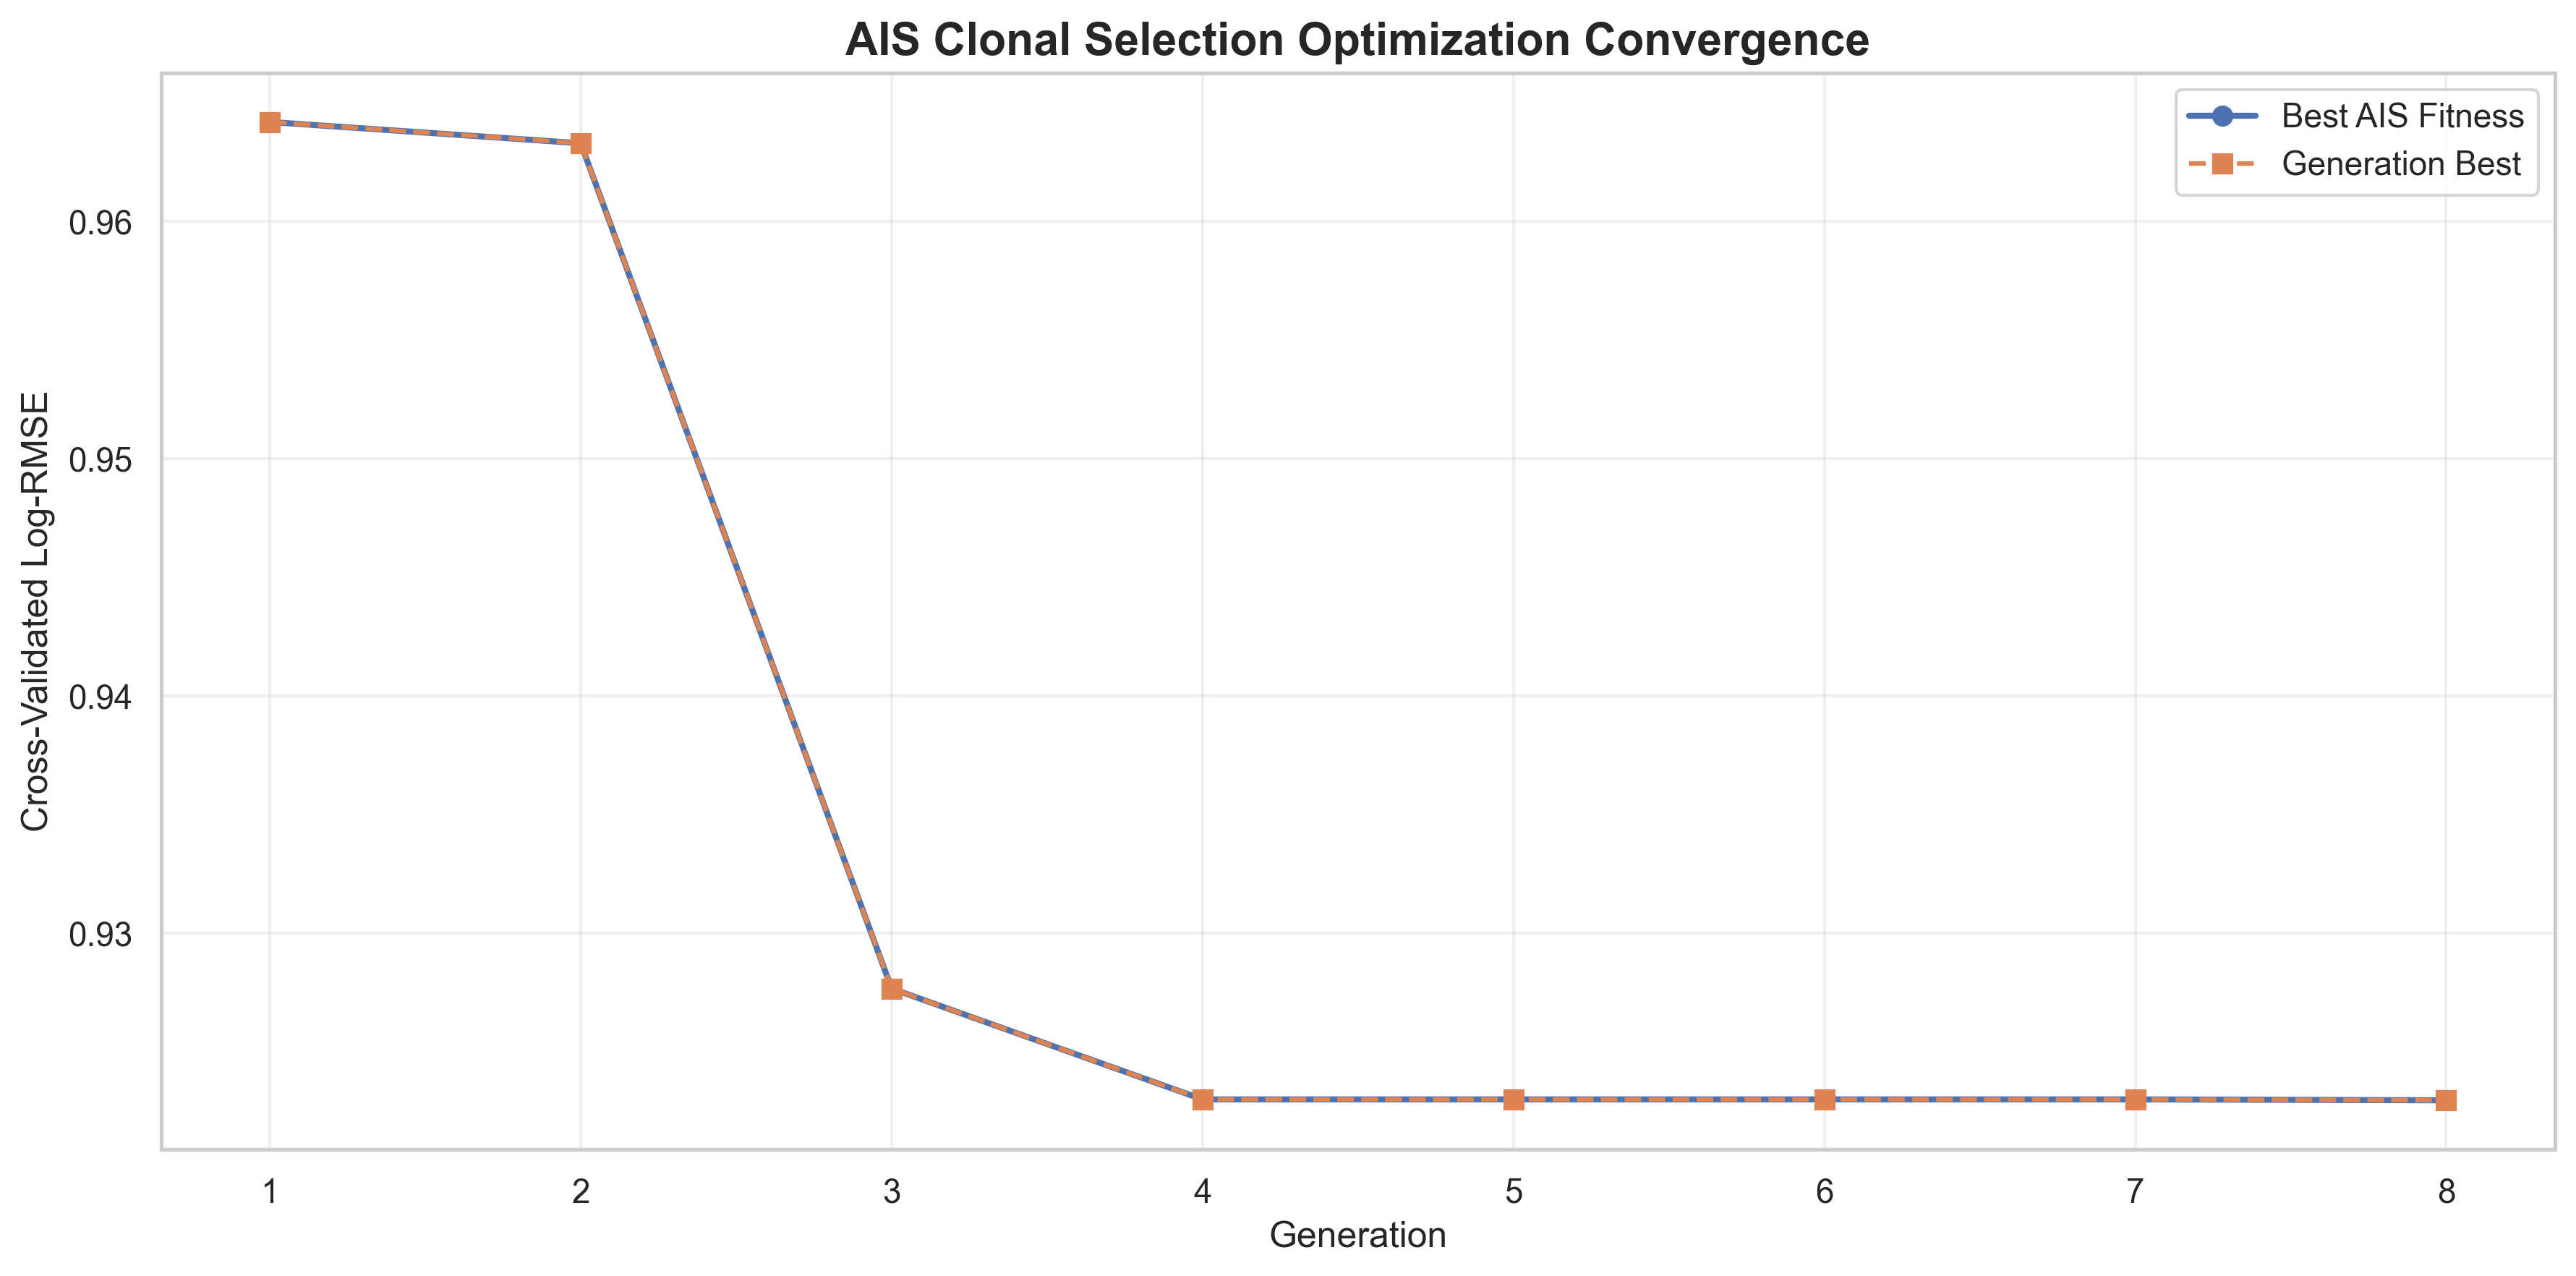 AIS Clonal Selection Optimization Convergence
Best AIS Fitness
Generation Best
Cross-Validated Log-RMSE
0.96
0.95
0.94
0.93
1 2 3 4 5 6 7 8
Generation